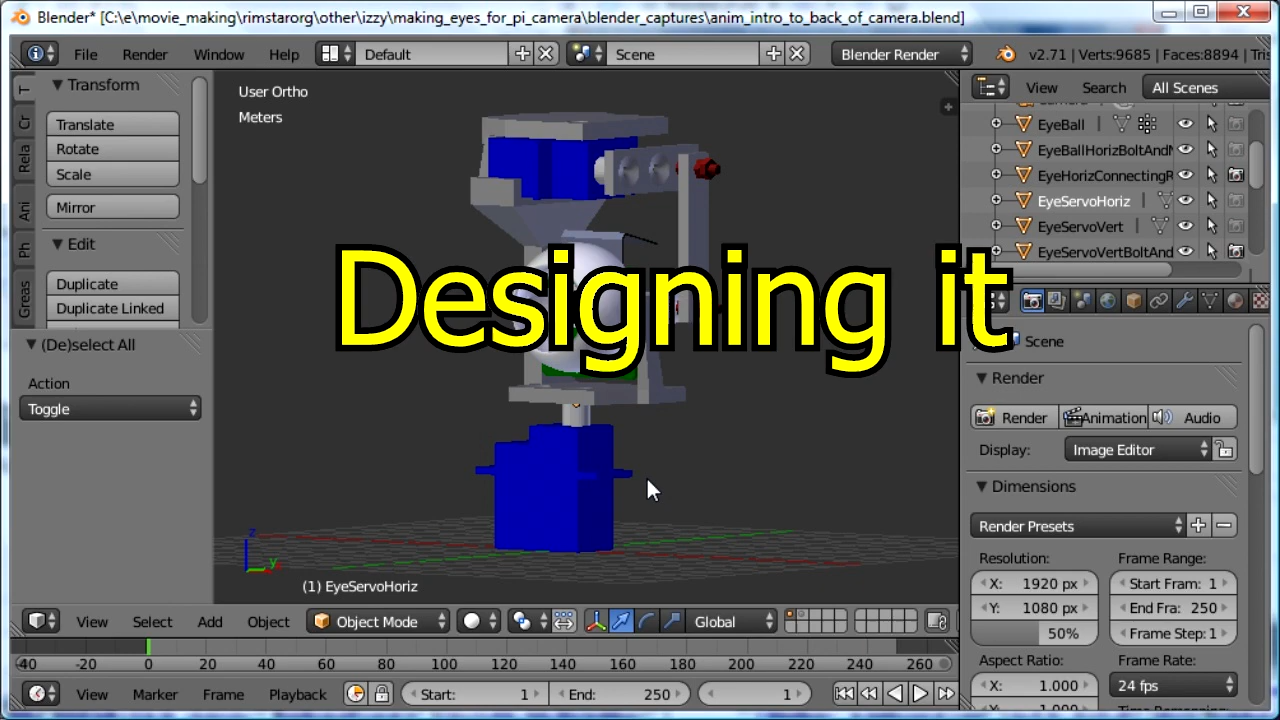 Blender* [C:\e\movie_making\rimstarorg\other\izzy\making_eyes_for_pi_camera\blender_captures\anim_intro_to_back_of_camera.blend]
File Render Window Help Default Scene Blender Render v2.71 | Verts:9685 | Faces:8894 |
Transform
Translate
Rotate
Scale
Mirror
Edit
Duplicate
Duplicate Linked
T
Cr
Rela
Ani
Ph
Greas
(De)select All
Action
Toggle
User Ortho
Meters
Designing it
z
y
(1) EyeServoHoriz
View Search All Scenes
EyeBall
EyeBallHorizBoltAndN
EyeHorizConnectingR
EyeServoHoriz
EyeServoVert
EyeServoVertBoltAnd
Scene
Render
Render Animation Audio
Display: Image Editor
Dimensions
Render Presets
Resolution: Frame Range:
X: 1920 px Start Fram: 1
Y: 1080 px End Fra: 250
50% Frame Step: 1
Aspect Ratio: Frame Rate:
X: 1.000 24 fps
View Select Add Object Object Mode Global
-40 -20 0 20 40 60 80 100 120 140 160 180 200 220 240 260
View Marker Frame Playback Start: 1 End: 250 1